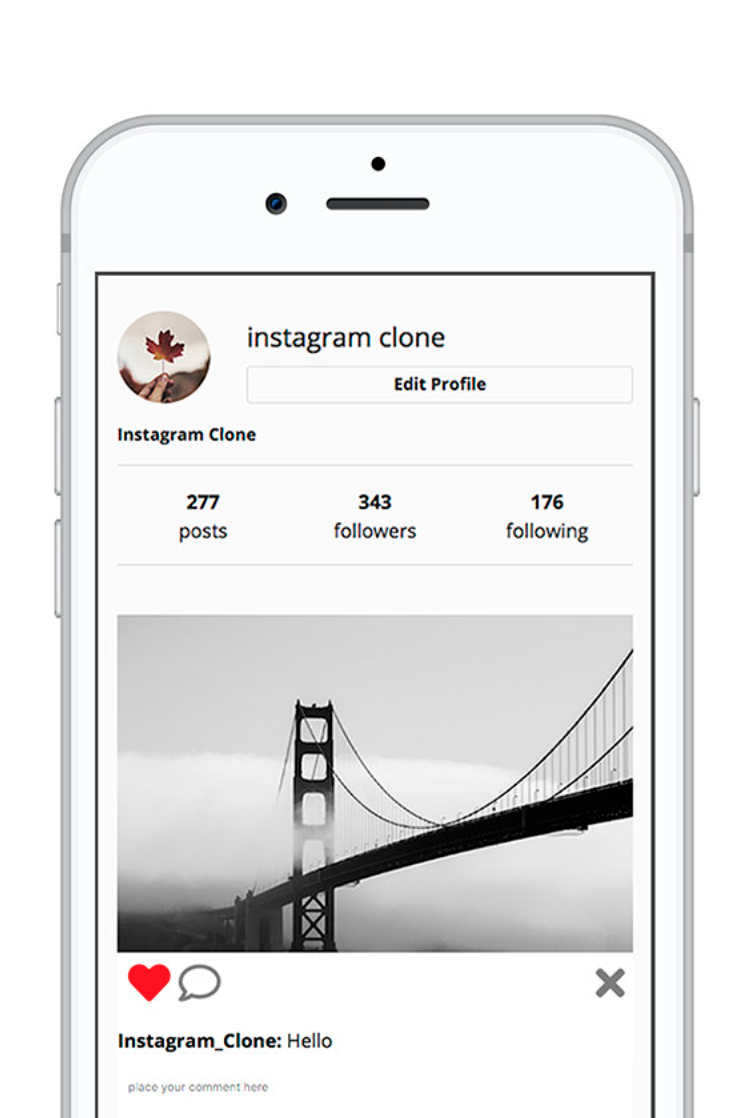 instagram clone
Edit Profile
Instagram Clone
277 343 176
posts followers following
Instagram_Clone: Hello
place your comment here